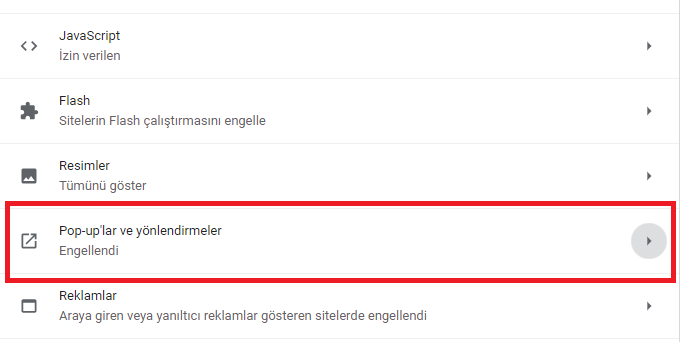 JavaScript
İzin verilen
Flash
Sitelerin Flash çalıştırmasını engelle
Resimler
Tümünü göster
Pop-up'lar ve yönlendirmeler
Engellendi
Reklamlar
Araya giren veya yanıltıcı reklamlar gösteren sitelerde engellendi